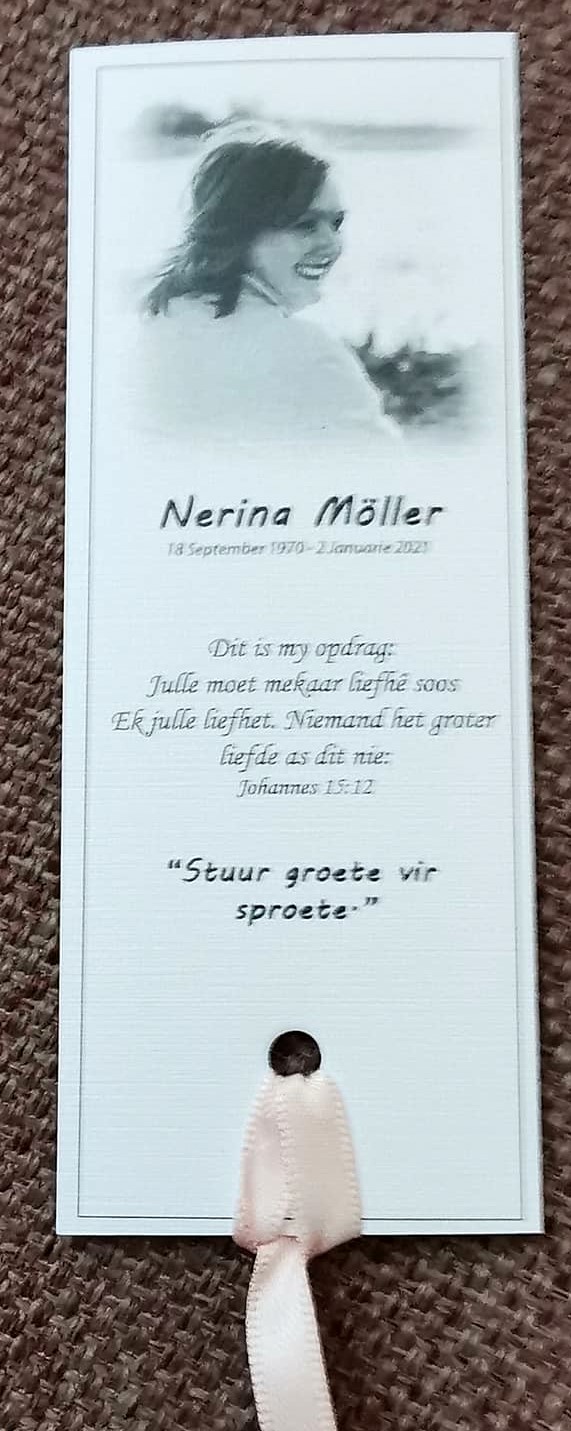 Nerina Möller
18 September 1970 - 2 Januarie 2021
Dit is my opdrag:
Julle moet mekaar liefhê soos
Ek julle liefhet. Niemand het groter
liefde as dit nie:
Johannes 15:12
“Stuur groete vir
sproete.”